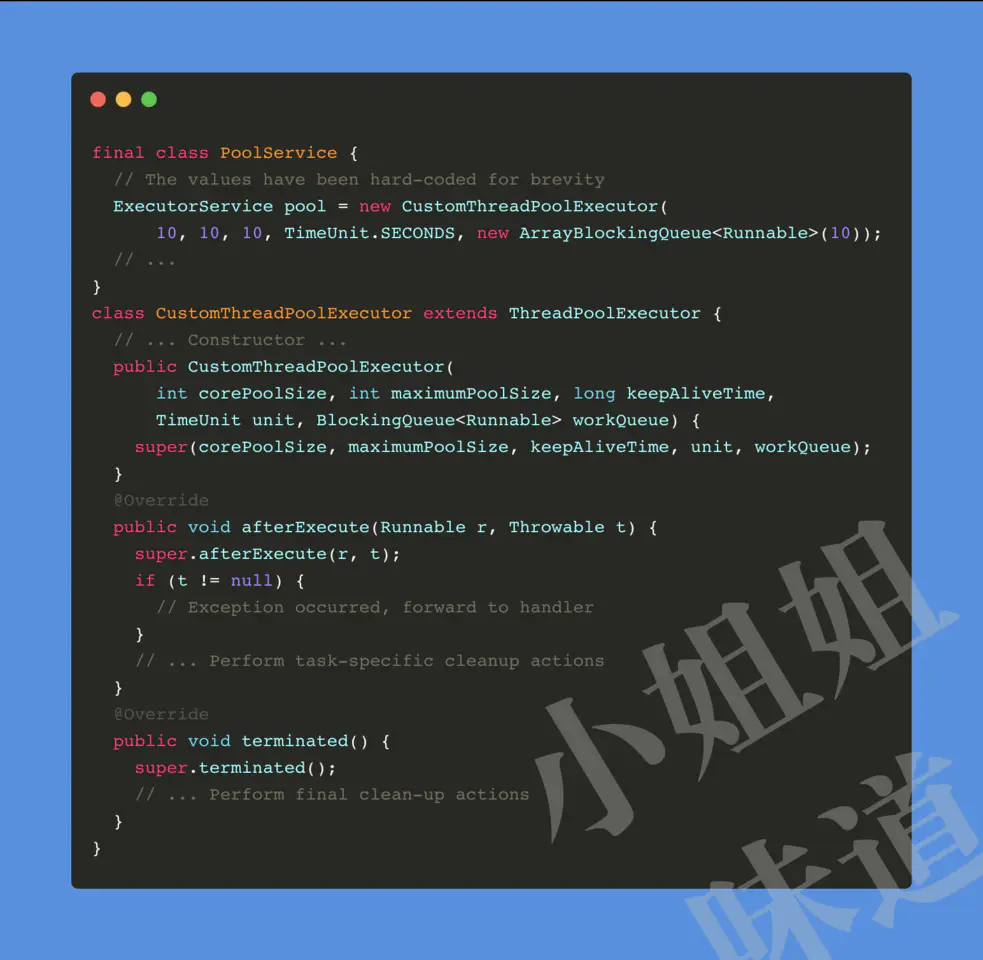 final class PoolService {
  // The values have been hard-coded for brevity
  ExecutorService pool = new CustomThreadPoolExecutor(
      10, 10, 10, TimeUnit.SECONDS, new ArrayBlockingQueue<Runnable>(10));
  // ...
}
class CustomThreadPoolExecutor extends ThreadPoolExecutor {
  // ... Constructor ...
  public CustomThreadPoolExecutor(
      int corePoolSize, int maximumPoolSize, long keepAliveTime,
      TimeUnit unit, BlockingQueue<Runnable> workQueue) {
    super(corePoolSize, maximumPoolSize, keepAliveTime, unit, workQueue);
  }
  @Override
  public void afterExecute(Runnable r, Throwable t) {
    super.afterExecute(r, t);
    if (t != null) {
      // Exception occurred, forward to handler
    }
    // ... Perform task-specific cleanup actions
  }
  @Override
  public void terminated() {
    super.terminated();
    // ... Perform final clean-up actions
  }
}
小姐姐
味道